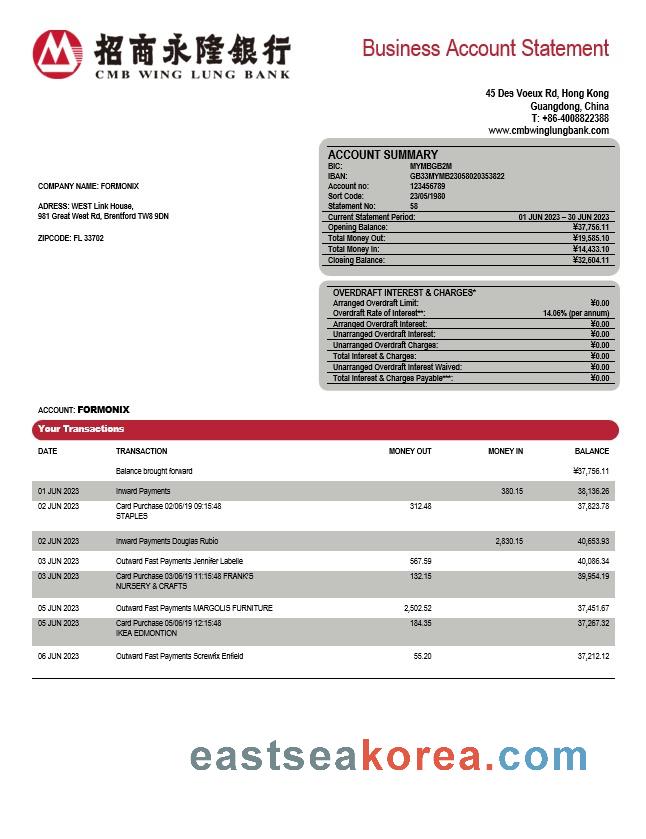 招商永隆銀行
CMB WING LUNG BANK
Business Account Statement
45 Des Voeux Rd, Hong Kong
Guangdong, China
T: +86-4008822388
www.cmbwinglungbank.com
ACCOUNT SUMMARY
BIC: MYMBGB2M
IBAN: GB33MYMB23058020353822
Account no: 123456789
Sort Code: 23/05/1980
Statement No: 58
Current Statement Period: 01 JUN 2023 – 30 JUN 2023
Opening Balance: ¥37,756.11
Total Money Out: ¥19,585.10
Total Money In: ¥14,433.10
Closing Balance: ¥32,604.11
COMPANY NAME: FORMONIX
ADRESS: WEST Link House,
981 Great West Rd, Brentford TW8 9DN
ZIPCODE: FL 33702
OVERDRAFT INTEREST & CHARGES*
Arranged Overdraft Limit: ¥0.00
Overdraft Rate of Interest**: 14.06% (per annum)
Arranged Overdraft Interest: ¥0.00
Unarranged Overdraft Interest: ¥0.00
Unarranged Overdraft Charges: ¥0.00
Total Interest & Charges: ¥0.00
Unarranged Overdraft Interest Waived: ¥0.00
Total Interest & Charges Payable***: ¥0.00
ACCOUNT: FORMONIX
Your Transactions
DATE TRANSACTION MONEY OUT MONEY IN BALANCE
Balance brought forward ¥37,756.11
01 JUN 2023 Inward Payments 380.15 38,136.26
02 JUN 2023 Card Purchase 02/06/19 09:15:48 312.48 37,823.78
STAPLES
02 JUN 2023 Inward Payments Douglas Rubio 2,830.15 40,653.93
03 JUN 2023 Outward Fast Payments Jennifer Labelle 567.59 40,086.34
03 JUN 2023 Card Purchase 03/06/19 11:15:48 FRANK'S 132.15 39,954.19
NURSERY & CRAFTS
05 JUN 2023 Outward Fast Payments MARGOLIS FURNITURE 2,502.52 37,451.67
05 JUN 2023 Card Purchase 05/06/19 12:15:48 184.35 37,267.32
IKEA EDMONTION
06 JUN 2023 Outward Fast Payments Screwfix Enfield 55.20 37,212.12
eastseakorea.com